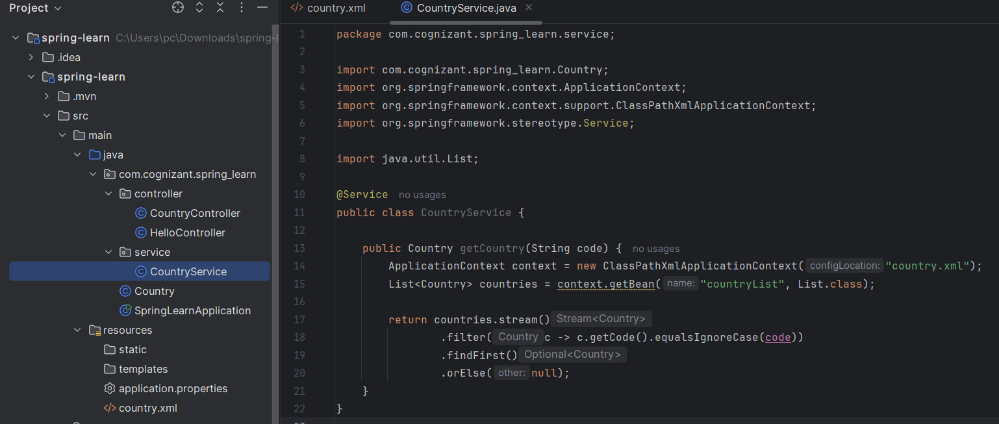 Project
spring-learn C:\Users\pc\Downloads\spring-l
.idea
spring-learn
.mvn
src
main
java
com.cognizant.spring_learn
controller
CountryController
HelloController
service
CountryService
Country
SpringLearnApplication
resources
static
templates
application.properties
country.xml
country.xml CountryService.java
1 package com.cognizant.spring_learn.service;
2
3 import com.cognizant.spring_learn.Country;
4 import org.springframework.context.ApplicationContext;
5 import org.springframework.context.support.ClassPathXmlApplicationContext;
6 import org.springframework.stereotype.Service;
7
8 import java.util.List;
9
10 @Service no usages
11 public class CountryService {
12
13 public Country getCountry(String code) { no usages
14 ApplicationContext context = new ClassPathXmlApplicationContext( configLocation: "country.xml");
15 List<Country> countries = context.getBean( name: "countryList", List.class);
16
17 return countries.stream() Stream<Country>
18 .filter( Country c -> c.getCode().equalsIgnoreCase(code))
19 .findFirst() Optional<Country>
20 .orElse( other: null);
21 }
22 }